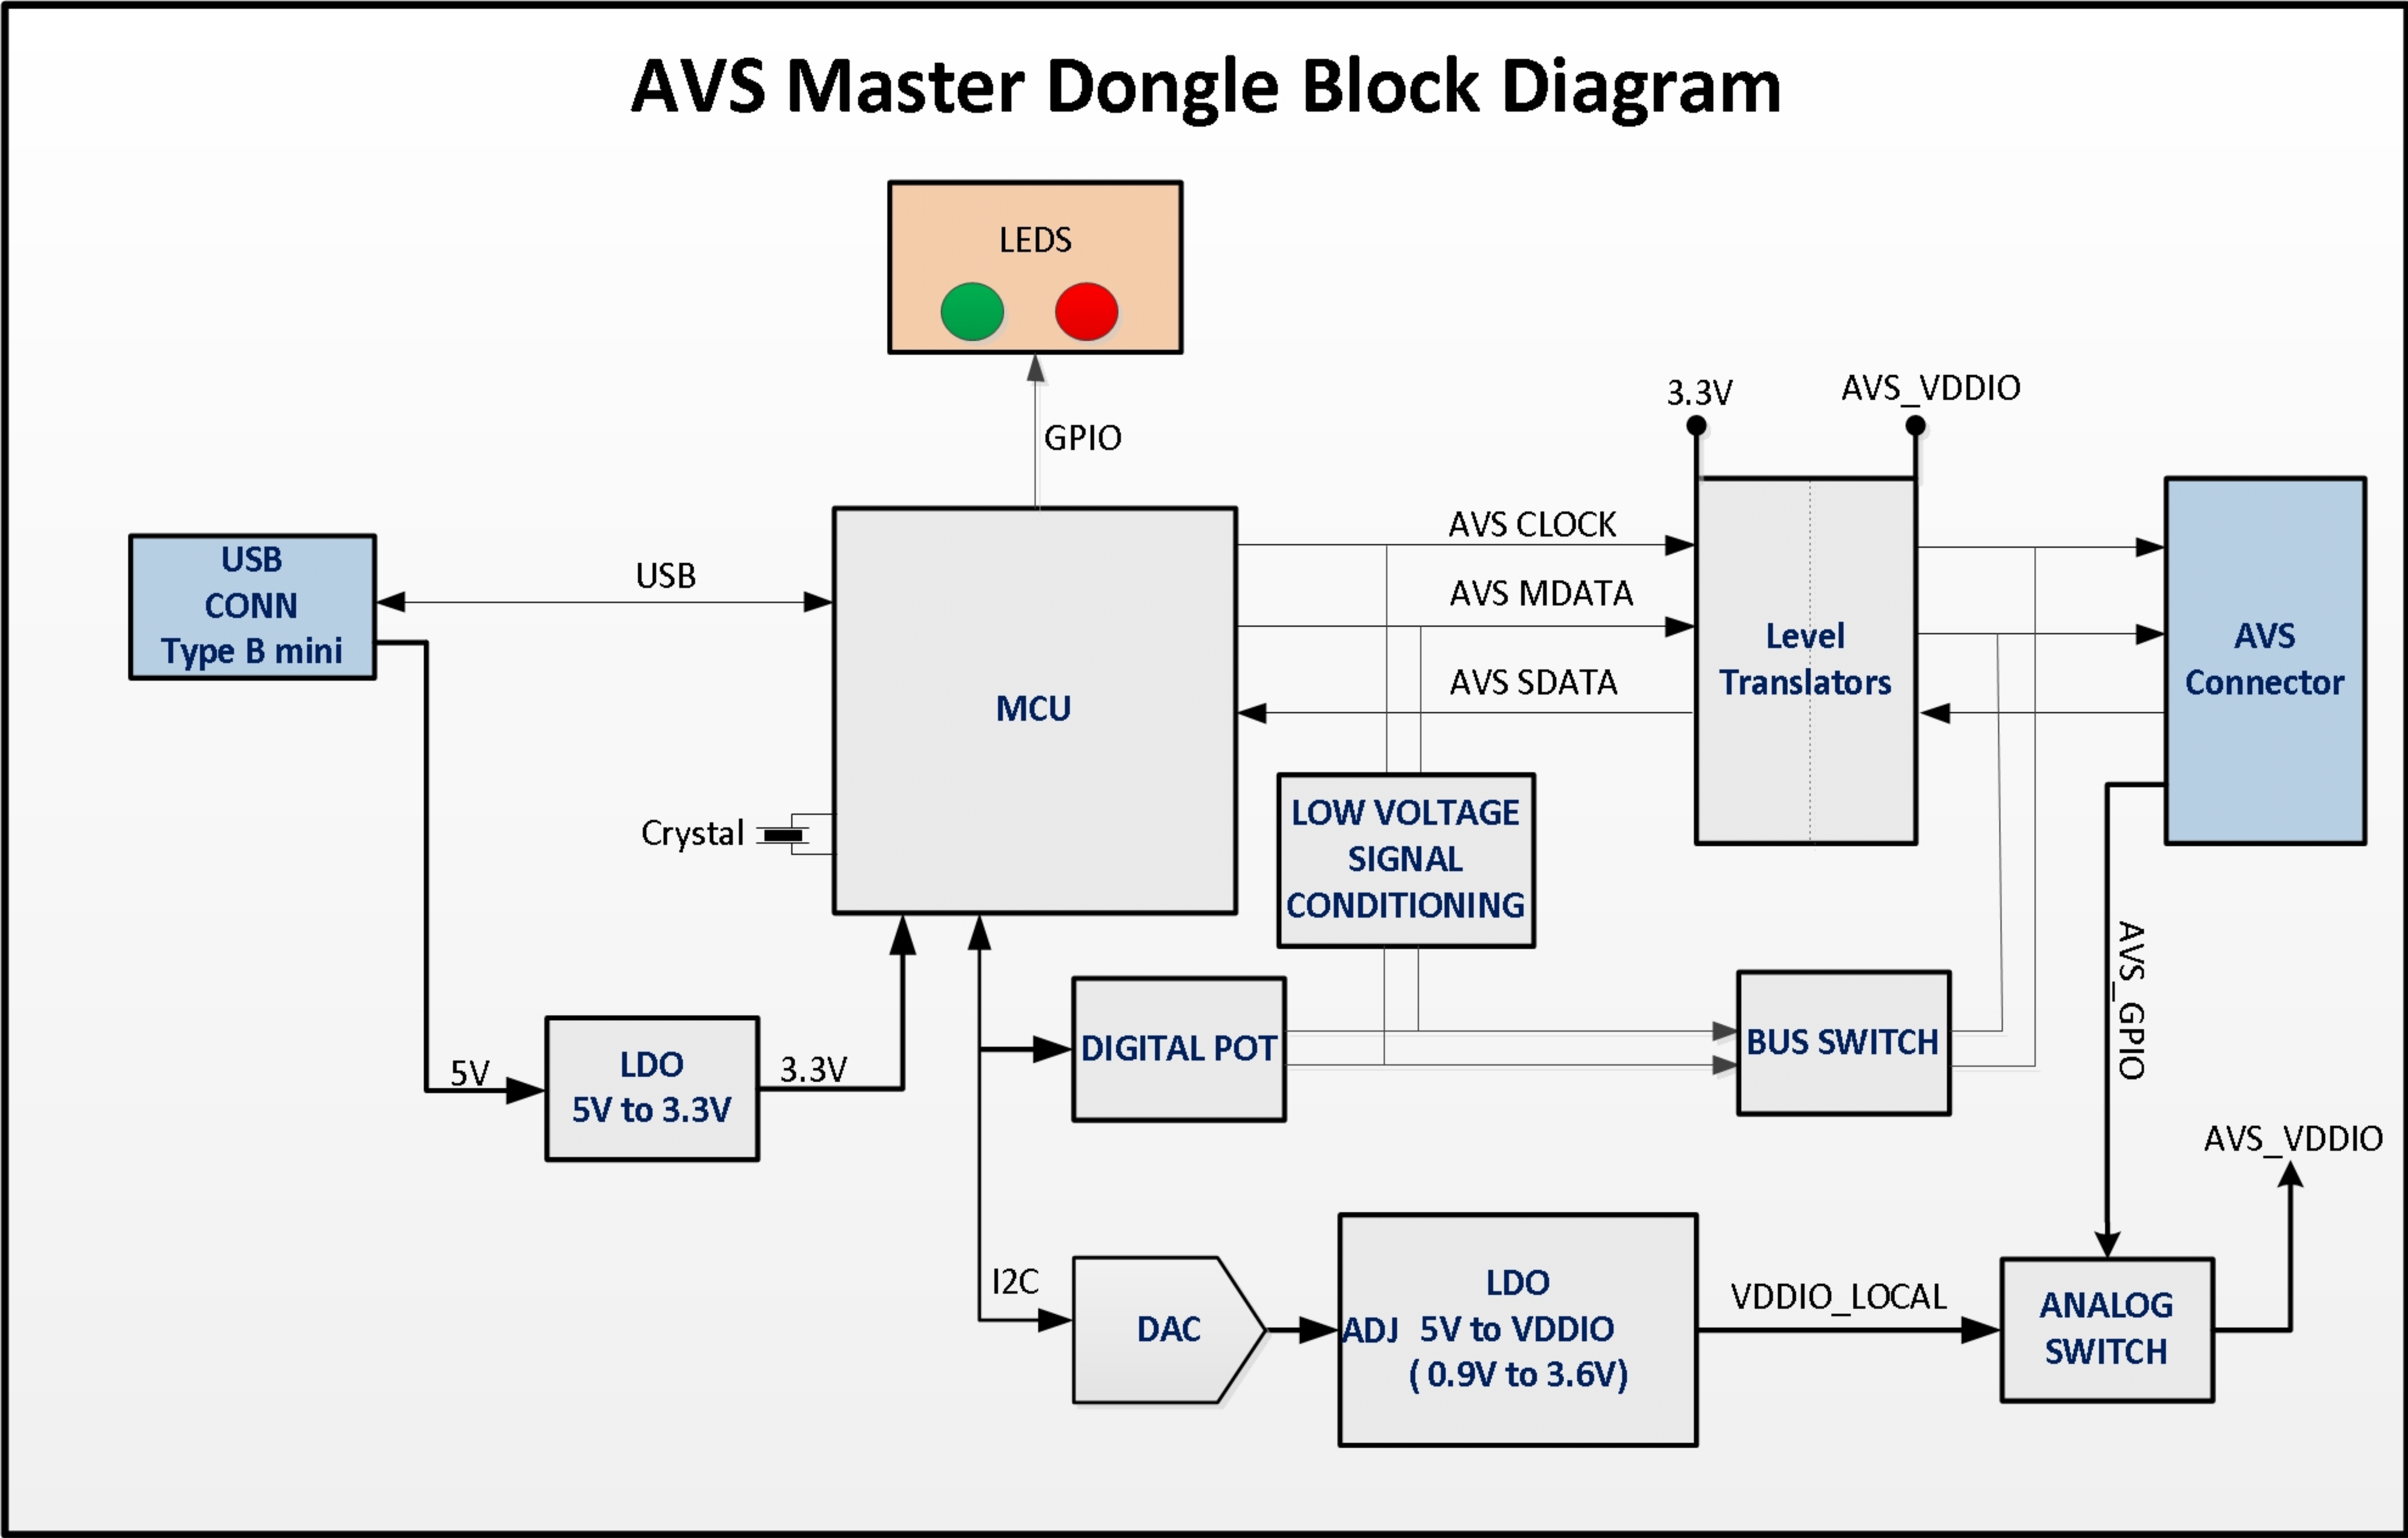 AVS Master Dongle Block Diagram
LEDS
GPIO
3.3V
AVS_VDDIO
USB
CONN
Type B mini
USB
MCU
AVS CLOCK
AVS MDATA
AVS SDATA
Level
Translators
AVS
Connector
Crystal
LOW VOLTAGE
SIGNAL
CONDITIONING
AVS_GPIO
5V
LDO
5V to 3.3V
3.3V
DIGITAL POT
BUS SWITCH
AVS_VDDIO
I2C
DAC
LDO
ADJ 5V to VDDIO
( 0.9V to 3.6V)
VDDIO_LOCAL
ANALOG
SWITCH